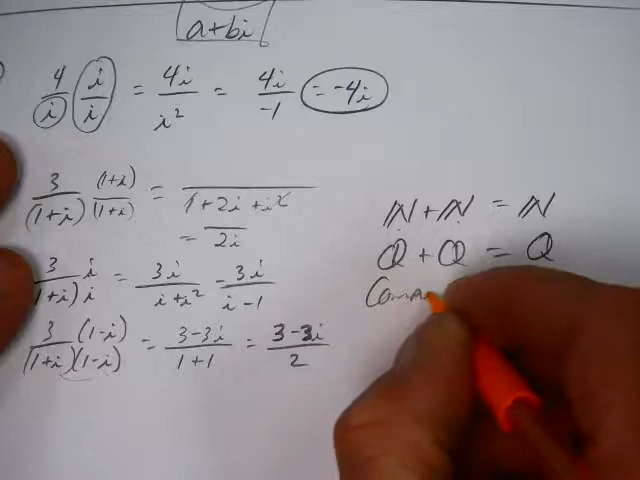 a+bi
4/i i/i = 4i/i² = 4i/-1 = -4i
3/(1+i) (1+i)/(1+i) = /1+2i+i²
= /2i
3/(1+i) i/i = 3i/i+i² = 3i/i-1
3/(1+i) (1-i)/(1-i) = 3-3i/1+1 = 3-3i/2
ℕ+ℕ = ℕ
ℚ+ℚ = ℚ